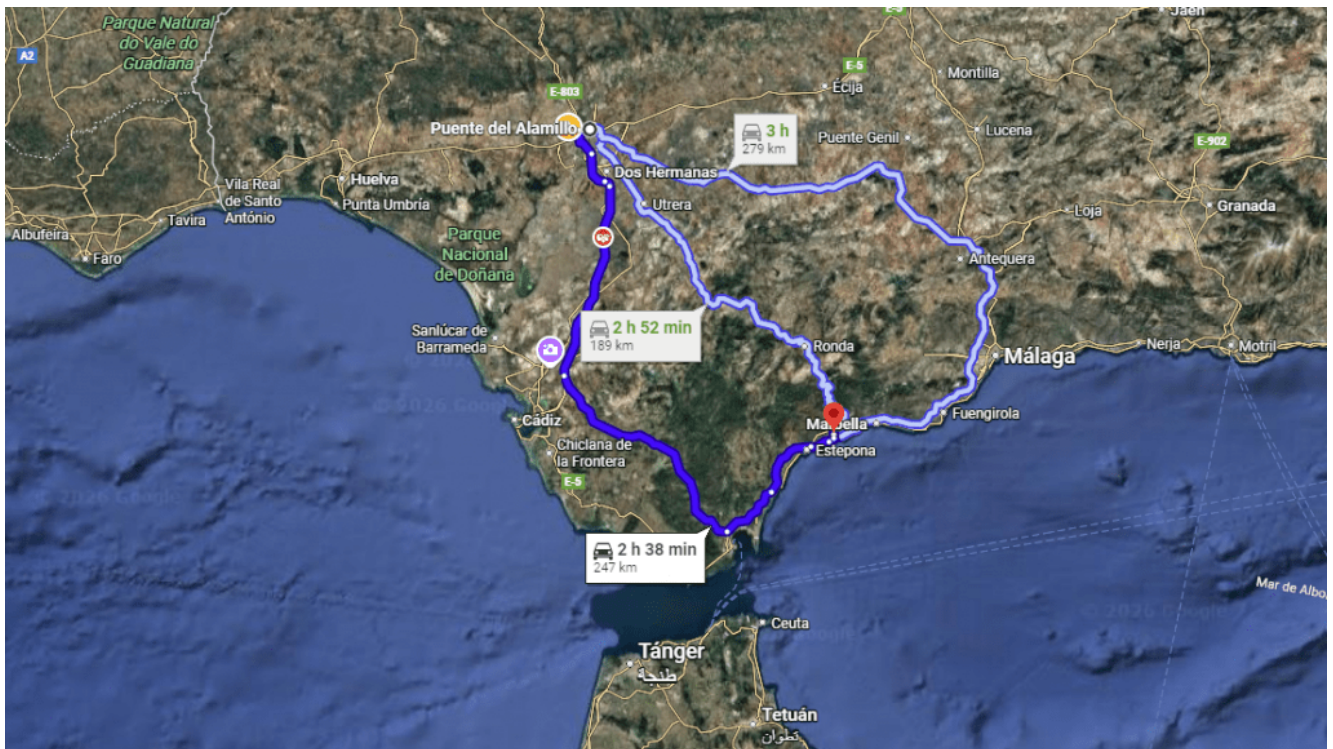 Parque Natural
do Vale do
Guadiana
A2
E-5
Jaén
E-803
E-5
Montilla
Écija
Puente del Alamillo
3 h
279 km
Puente Genil
Lucena
E-902
Dos Hermanas
Huelva
Vila Real
de Santo
António
Punta Umbría
Utrera
Loja
Granada
Tavira
Albufeira
Faro
Parque
Nacional
de Doñana
Antequera
Sanlúcar de
Barrameda
2 h 52 min
189 km
Ronda
Málaga
Nerja
Motril
Cádiz
Marbella
Fuengirola
Chiclana de
la Frontera
Estepona
E-5
2 h 38 min
247 km
Mar de Albo
Ceuta
Tánger
طنجة
Tetuán
تطوان